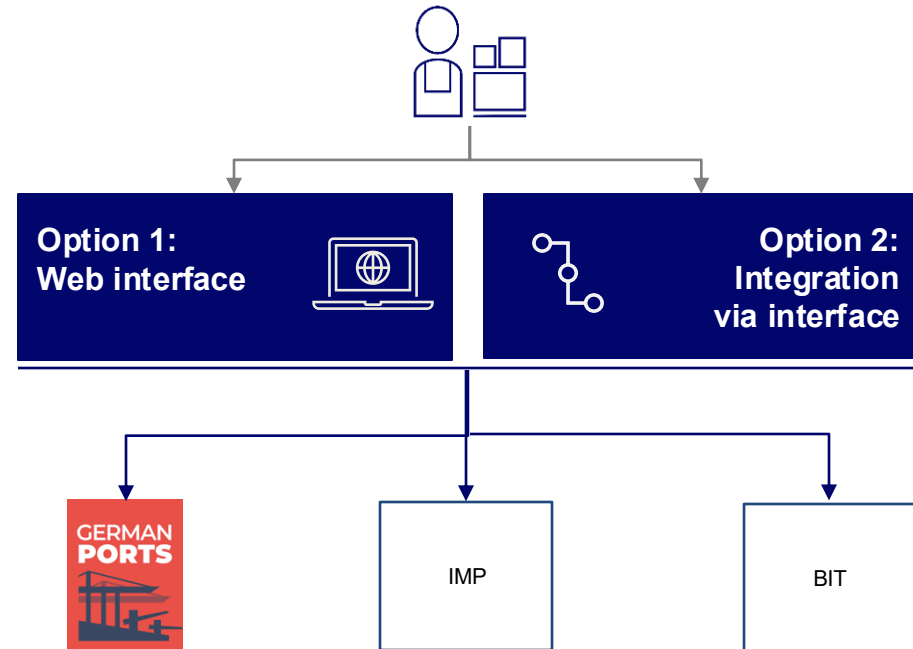 Option 1:
Web interface
Option 2:
Integration
via interface
GERMAN
PORTS
IMP
BIT